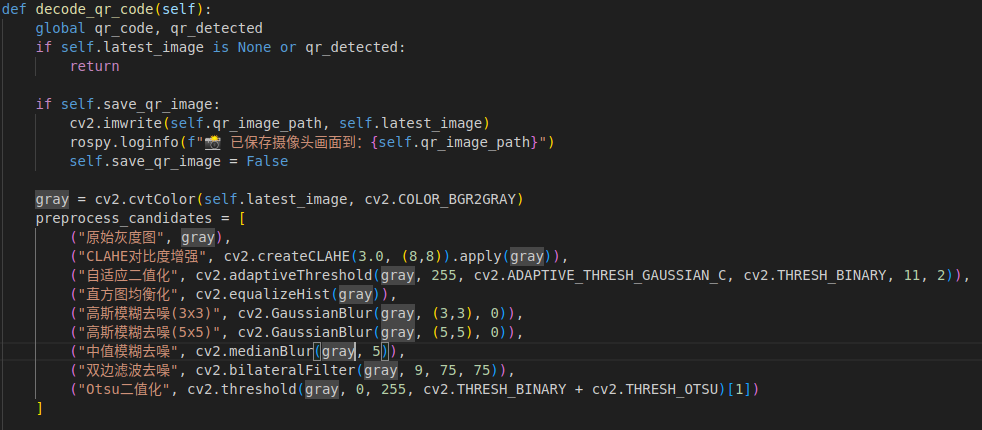 def decode_qr_code(self):
    global qr_code, qr_detected
    if self.latest_image is None or qr_detected:
        return

    if self.save_qr_image:
        cv2.imwrite(self.qr_image_path, self.latest_image)
        rospy.loginfo(f"📸 已保存摄像头画面到: {self.qr_image_path}")
        self.save_qr_image = False

    gray = cv2.cvtColor(self.latest_image, cv2.COLOR_BGR2GRAY)
    preprocess_candidates = [
        ("原始灰度图", gray),
        ("CLAHE对比度增强", cv2.createCLAHE(3.0, (8,8)).apply(gray)),
        ("自适应二值化", cv2.adaptiveThreshold(gray, 255, cv2.ADAPTIVE_THRESH_GAUSSIAN_C, cv2.THRESH_BINARY, 11, 2)),
        ("直方图均衡化", cv2.equalizeHist(gray)),
        ("高斯模糊去噪(3x3)", cv2.GaussianBlur(gray, (3,3), 0)),
        ("高斯模糊去噪(5x5)", cv2.GaussianBlur(gray, (5,5), 0)),
        ("中值模糊去噪", cv2.medianBlur(gray, 5)),
        ("双边滤波去噪", cv2.bilateralFilter(gray, 9, 75, 75)),
        ("Otsu二值化", cv2.threshold(gray, 0, 255, cv2.THRESH_BINARY + cv2.THRESH_OTSU)[1])
    ]